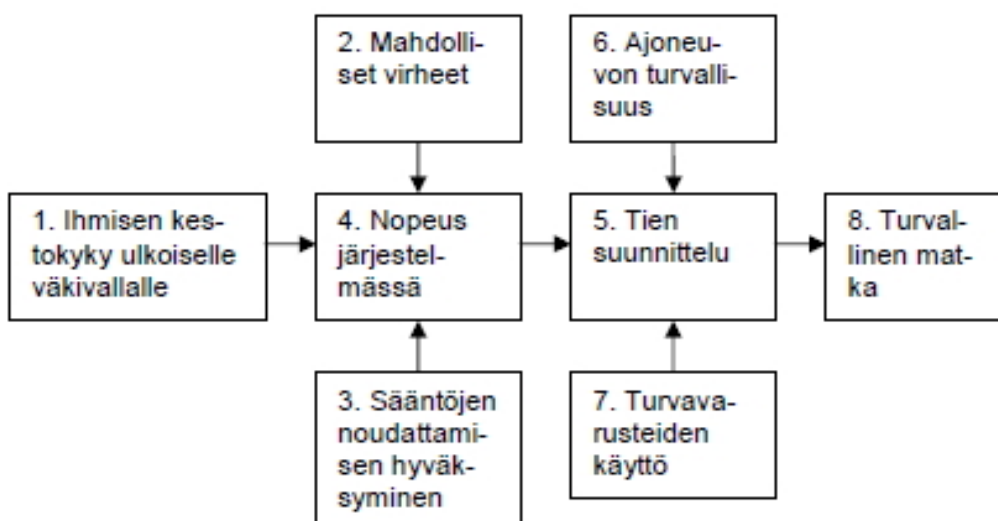 2. Mahdolli-
set virheet
6. Ajoneu-
von turvalli-
suus
1. Ihmisen kes-
tokyky ulkoiselle
väkivallalle
4. Nopeus
järjestel-
mässä
5. Tien
suunnittelu
8. Turval-
linen mat-
ka
3. Sääntöjen
noudattami-
sen hyväk-
syminen
7. Turvava-
rusteiden
käyttö